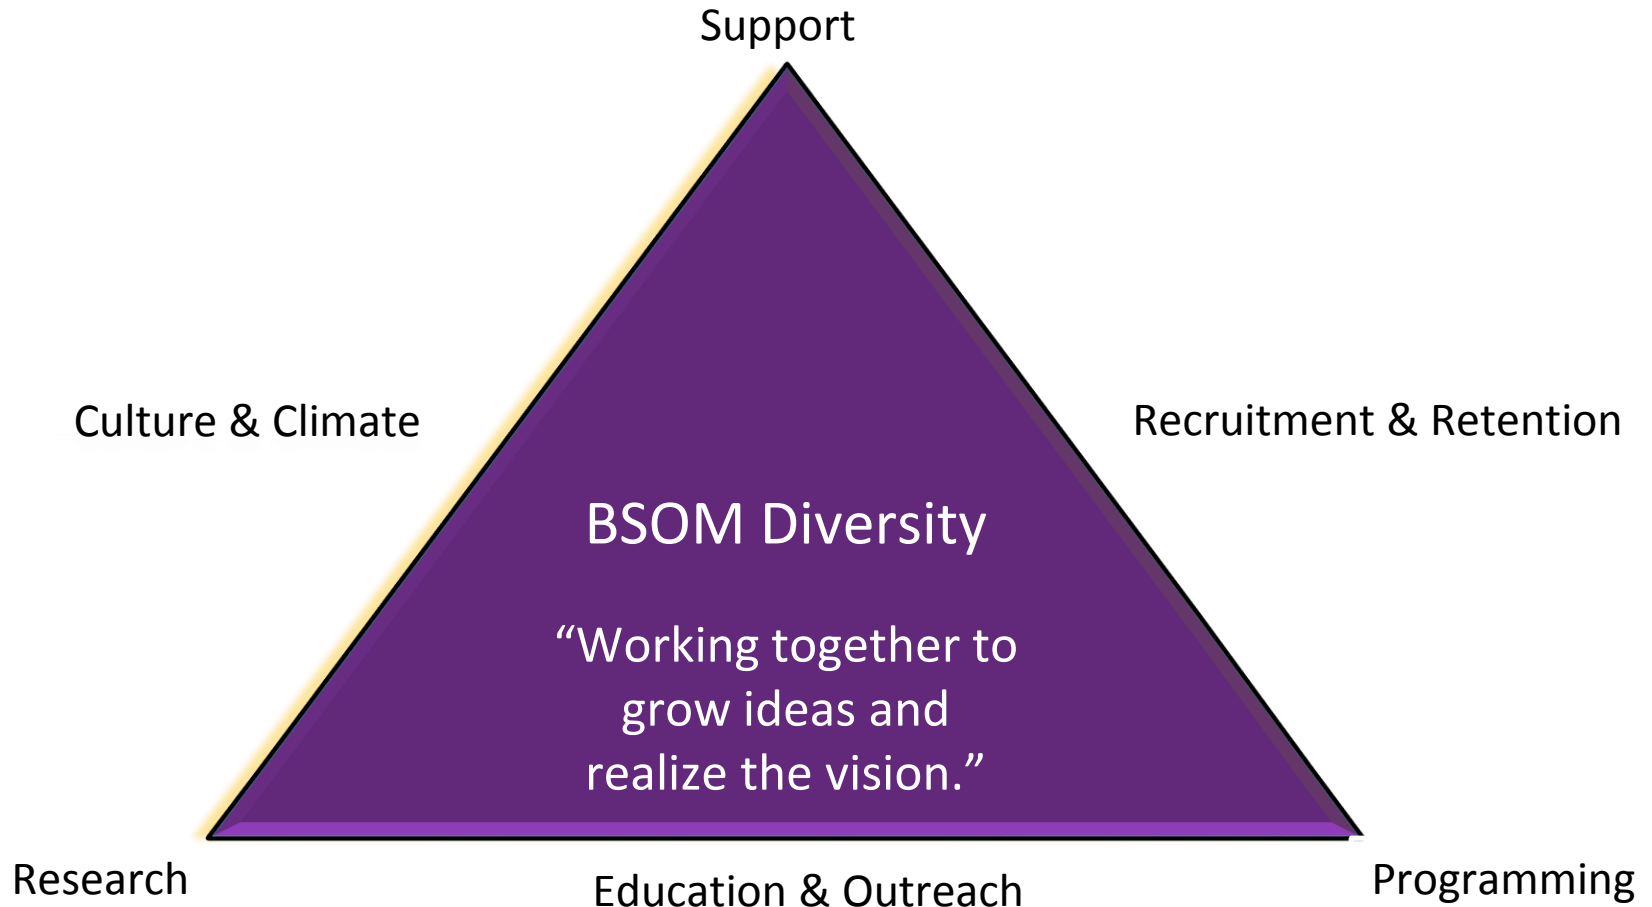 Support
Culture & Climate
Recruitment & Retention
BSOM Diversity
“Working together to
grow ideas and
realize the vision.”
Research
Education & Outreach
Programming